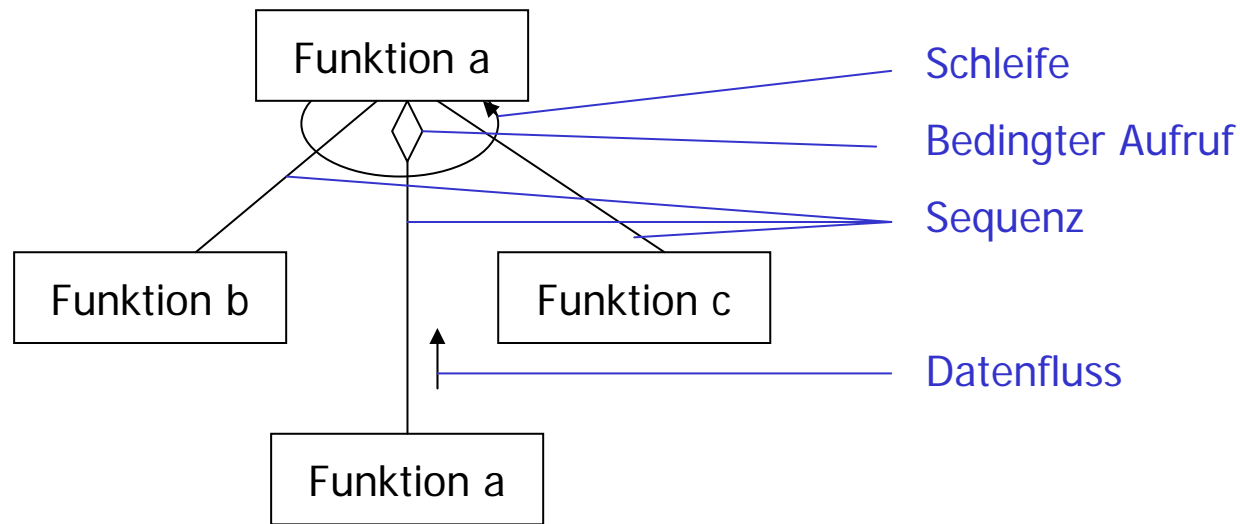 Funktion a
Schleife
Bedingter Aufruf
Sequenz
Funktion b
Funktion c
Datenfluss
Funktion a